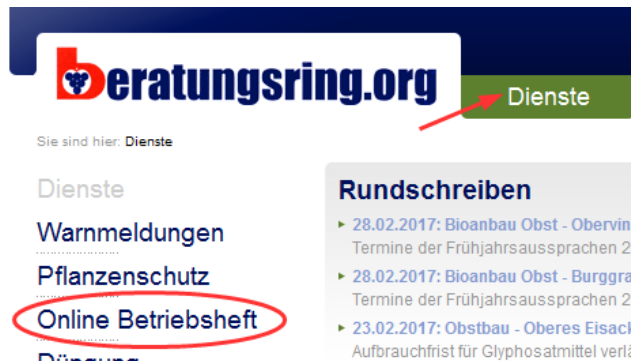 beratungsring.org
Dienste
Sie sind hier: Dienste
Dienste
Warnmeldungen
Pflanzenschutz
Online Betriebsheft
Düngung
Rundschreiben
28.02.2017: Bioanbau Obst - Obervin
Termine der Frühjahrsaussprachen 2
28.02.2017: Bioanbau Obst - Burggra
Termine der Frühjahrsaussprachen 2
23.02.2017: Obstbau - Oberes Eisack
Aufbrauchfrist für Glyphosatmittel verlä